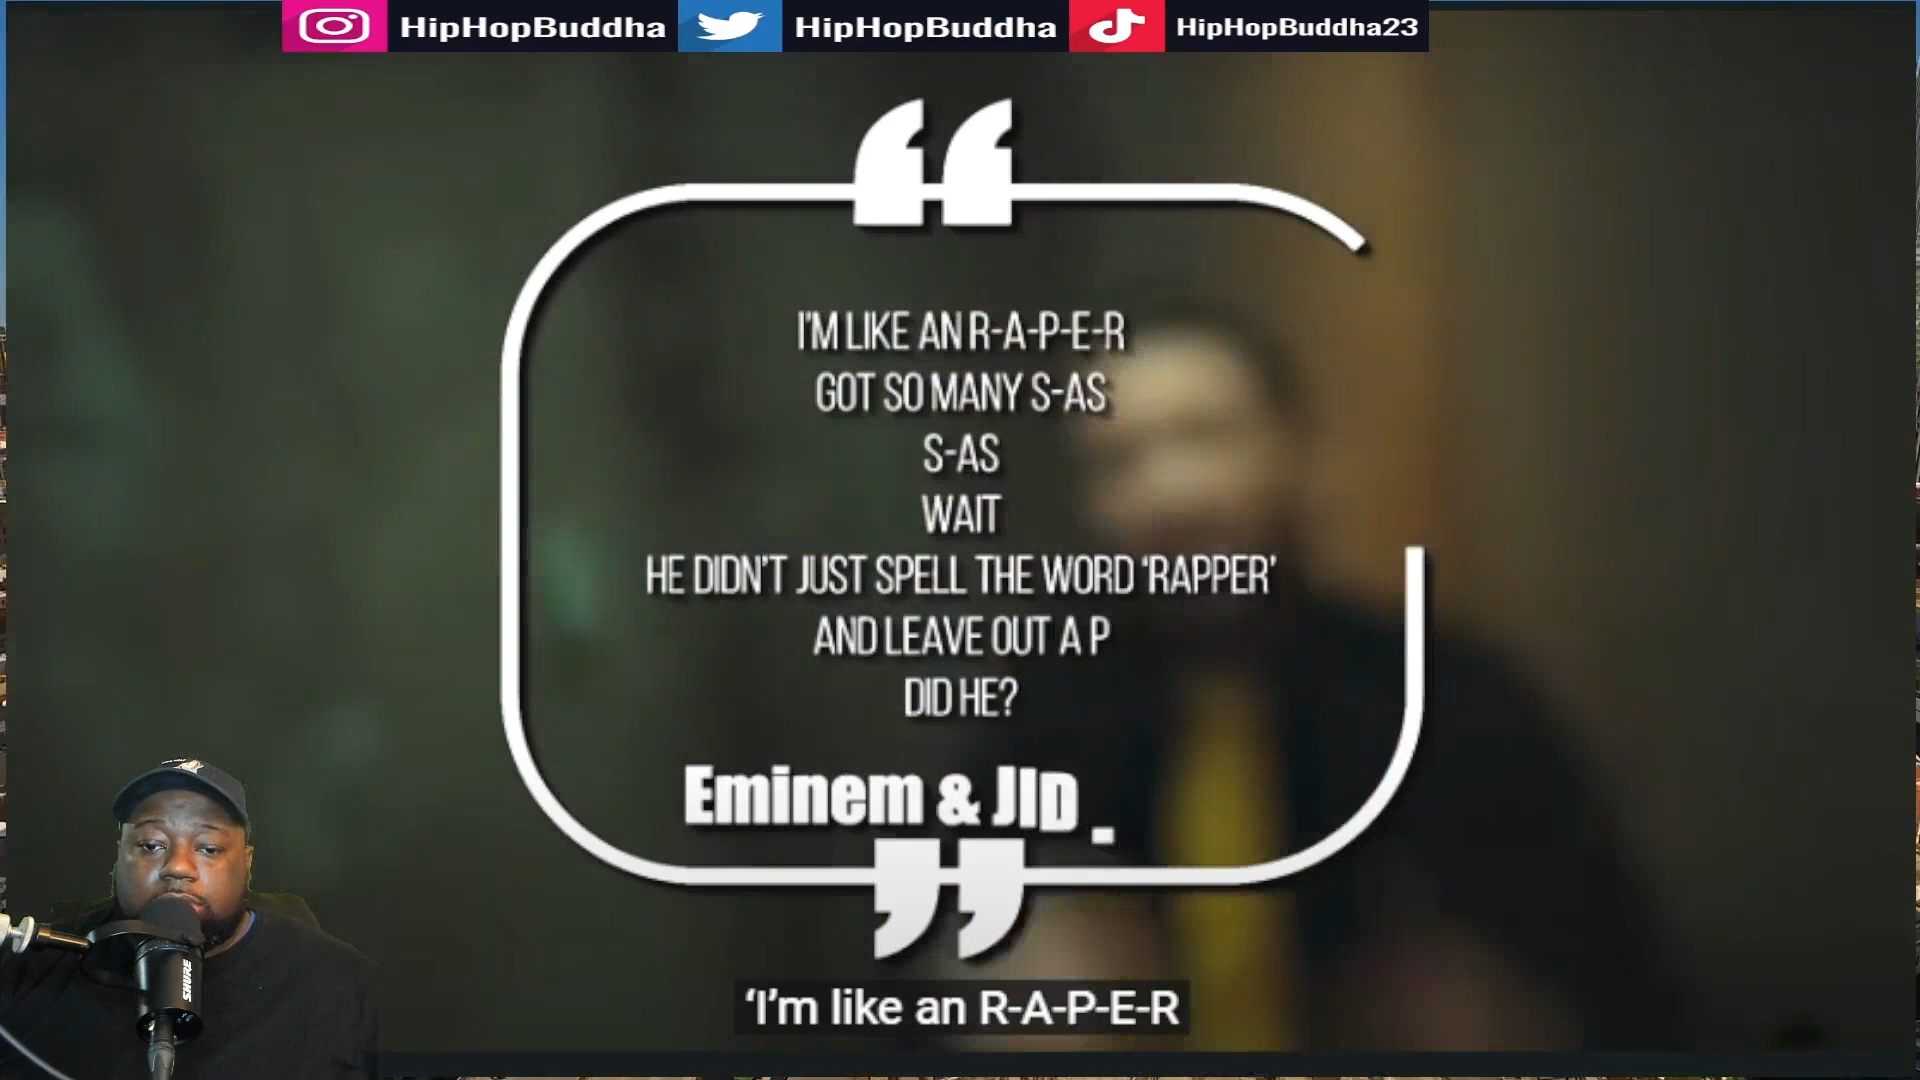 HipHopBuddha HipHopBuddha HipHopBuddha23
I'M LIKE AN R-A-P-E-R
GOT SO MANY S-AS
S-AS
WAIT
HE DIDN'T JUST SPELL THE WORD 'RAPPER'
AND LEAVE OUT A P
DID HE?
Eminem & JID .
'I'm like an R-A-P-E-R
SHURE